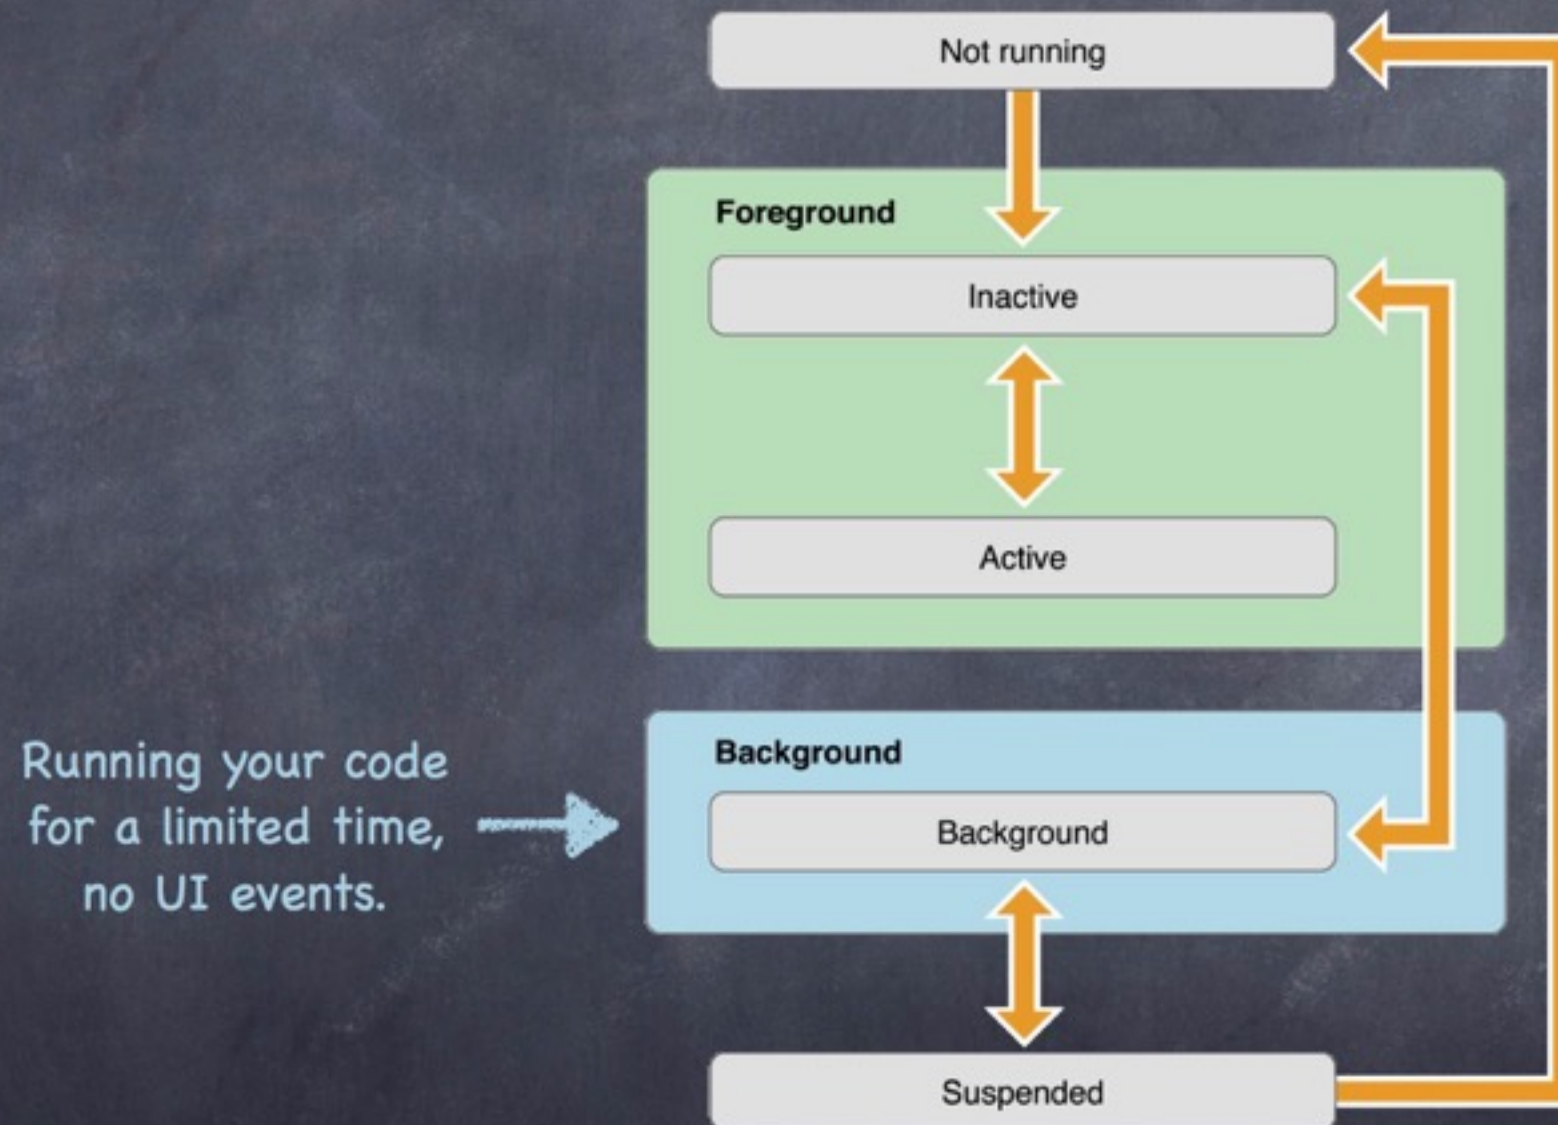 Not running
Foreground
Inactive
Active
Running your code
for a limited time,
no UI events.
Background
Background
Suspended